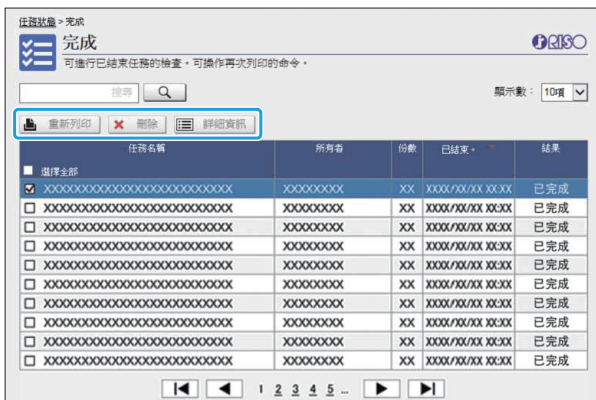 任務狀態 > 完成
完成
RISO
可進行已結束任務的檢查。可操作再次列印的命令。
搜尋
顯示數： 10項
重新列印 刪除 詳細資訊
任務名稱 所有者 份數 已結束。 結果
選擇全部
XXXXXXXXXXXXXXXXXXXXXXXXX XXXXXXXX XX XXXX/XX/XX XX:XX 已完成
XXXXXXXXXXXXXXXXXXXXXXXXX XXXXXXXX XX XXXX/XX/XX XX:XX 已完成
XXXXXXXXXXXXXXXXXXXXXXXXX XXXXXXXX XX XXXX/XX/XX XX:XX 已完成
XXXXXXXXXXXXXXXXXXXXXXXXX XXXXXXXX XX XXXX/XX/XX XX:XX 已完成
XXXXXXXXXXXXXXXXXXXXXXXXX XXXXXXXX XX XXXX/XX/XX XX:XX 已完成
XXXXXXXXXXXXXXXXXXXXXXXXX XXXXXXXX XX XXXX/XX/XX XX:XX 已完成
XXXXXXXXXXXXXXXXXXXXXXXXX XXXXXXXX XX XXXX/XX/XX XX:XX 已完成
XXXXXXXXXXXXXXXXXXXXXXXXX XXXXXXXX XX XXXX/XX/XX XX:XX 已完成
XXXXXXXXXXXXXXXXXXXXXXXXX XXXXXXXX XX XXXX/XX/XX XX:XX 已完成
XXXXXXXXXXXXXXXXXXXXXXXXX XXXXXXXX XX XXXX/XX/XX XX:XX 已完成
1 2 3 4 5 ...